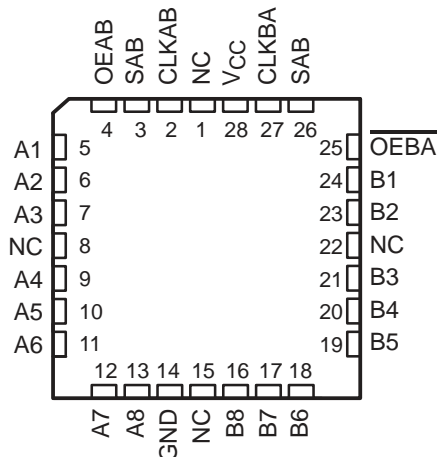 OEAB SAB CLKAB NC VCC CLKBA SAB
4 3 2 1 28 27 26
A1 5 25 OEBA
A2 6 24 B1
A3 7 23 B2
NC 8 22 NC
A4 9 21 B3
A5 10 20 B4
A6 11 19 B5
12 13 14 15 16 17 18
A7 A8 GND NC B8 B7 B6